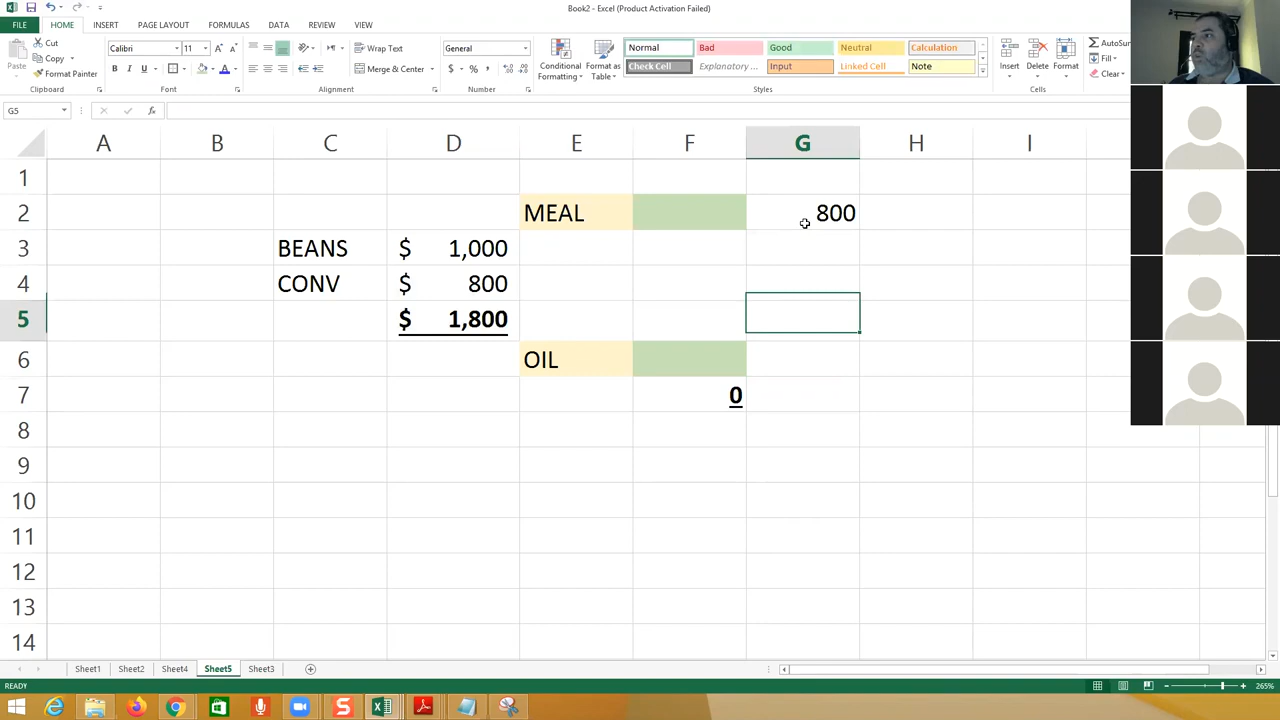 Book2 - Excel (Product Activation Failed)
FILE HOME INSERT PAGE LAYOUT FORMULAS DATA REVIEW VIEW
Cut
Copy
Format Painter
Paste
Clipboard
Calibri 11
B I U
Font
Wrap Text
Merge & Center
Alignment
General
$ % ,
Number
Conditional Formatting
Format as Table
Normal Bad Good Neutral Calculation
Check Cell Explanatory ... Input Linked Cell Note
Styles
Insert Delete Format
Cells
AutoSum
Fill
Clear
G5
A B C D E F G H I
1
2 MEAL 800
3 BEANS $ 1,000
4 CONV $ 800
5 $ 1,800
6 OIL
7 0
8
9
10
11
12
13
14
Sheet1 Sheet2 Sheet4 Sheet5 Sheet3
READY
265%